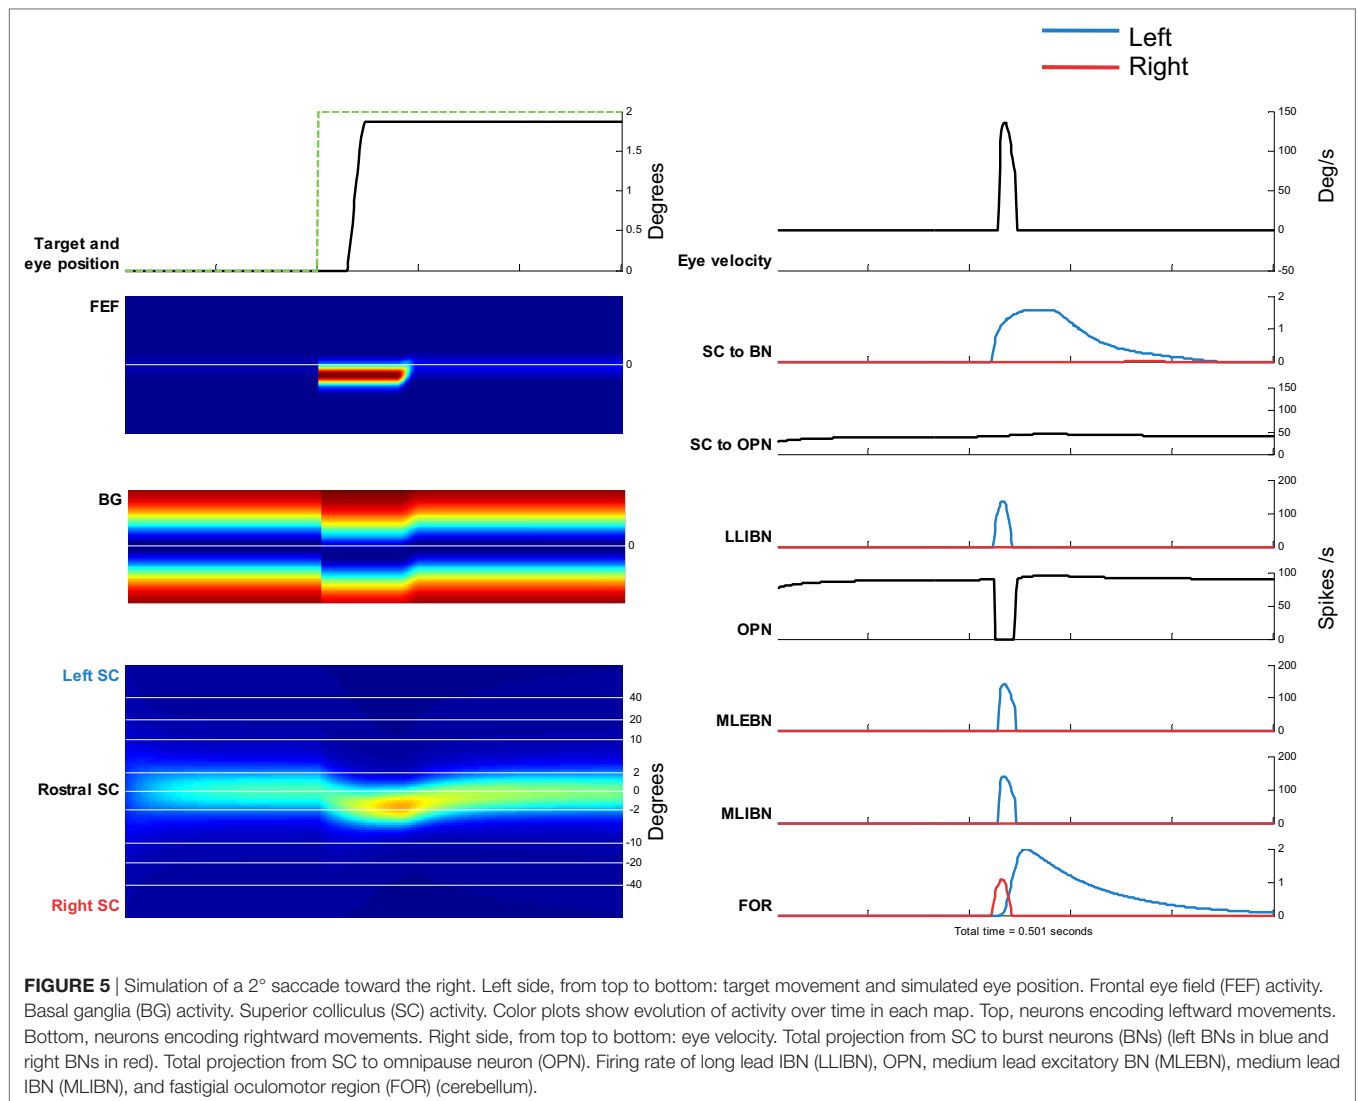 Left
Right
2
1.5
1
0.5
0
Degrees
Target and
eye position
FEF
0
BG
0
Left SC
40
20
10
2
Rostral SC
0
-2
-10
-20
-40
Degrees
Right SC
150
100
50
0
-50
Deg/s
Eye velocity
2
1
0
SC to BN
150
100
50
0
SC to OPN
200
100
0
LLIBN
100
50
0
Spikes /s
OPN
200
100
0
MLEBN
200
100
0
MLIBN
2
1
0
FOR
Total time = 0.501 seconds
FIGURE 5 | Simulation of a 2° saccade toward the right. Left side, from top to bottom: target movement and simulated eye position. Frontal eye field (FEF) activity.
Basal ganglia (BG) activity. Superior colliculus (SC) activity. Color plots show evolution of activity over time in each map. Top, neurons encoding leftward movements.
Bottom, neurons encoding rightward movements. Right side, from top to bottom: eye velocity. Total projection from SC to burst neurons (BNs) (left BNs in blue and
right BNs in red). Total projection from SC to omnipause neuron (OPN). Firing rate of long lead IBN (LLIBN), OPN, medium lead excitatory BN (MLEBN), medium lead
IBN (MLIBN), and fastigial oculomotor region (FOR) (cerebellum).